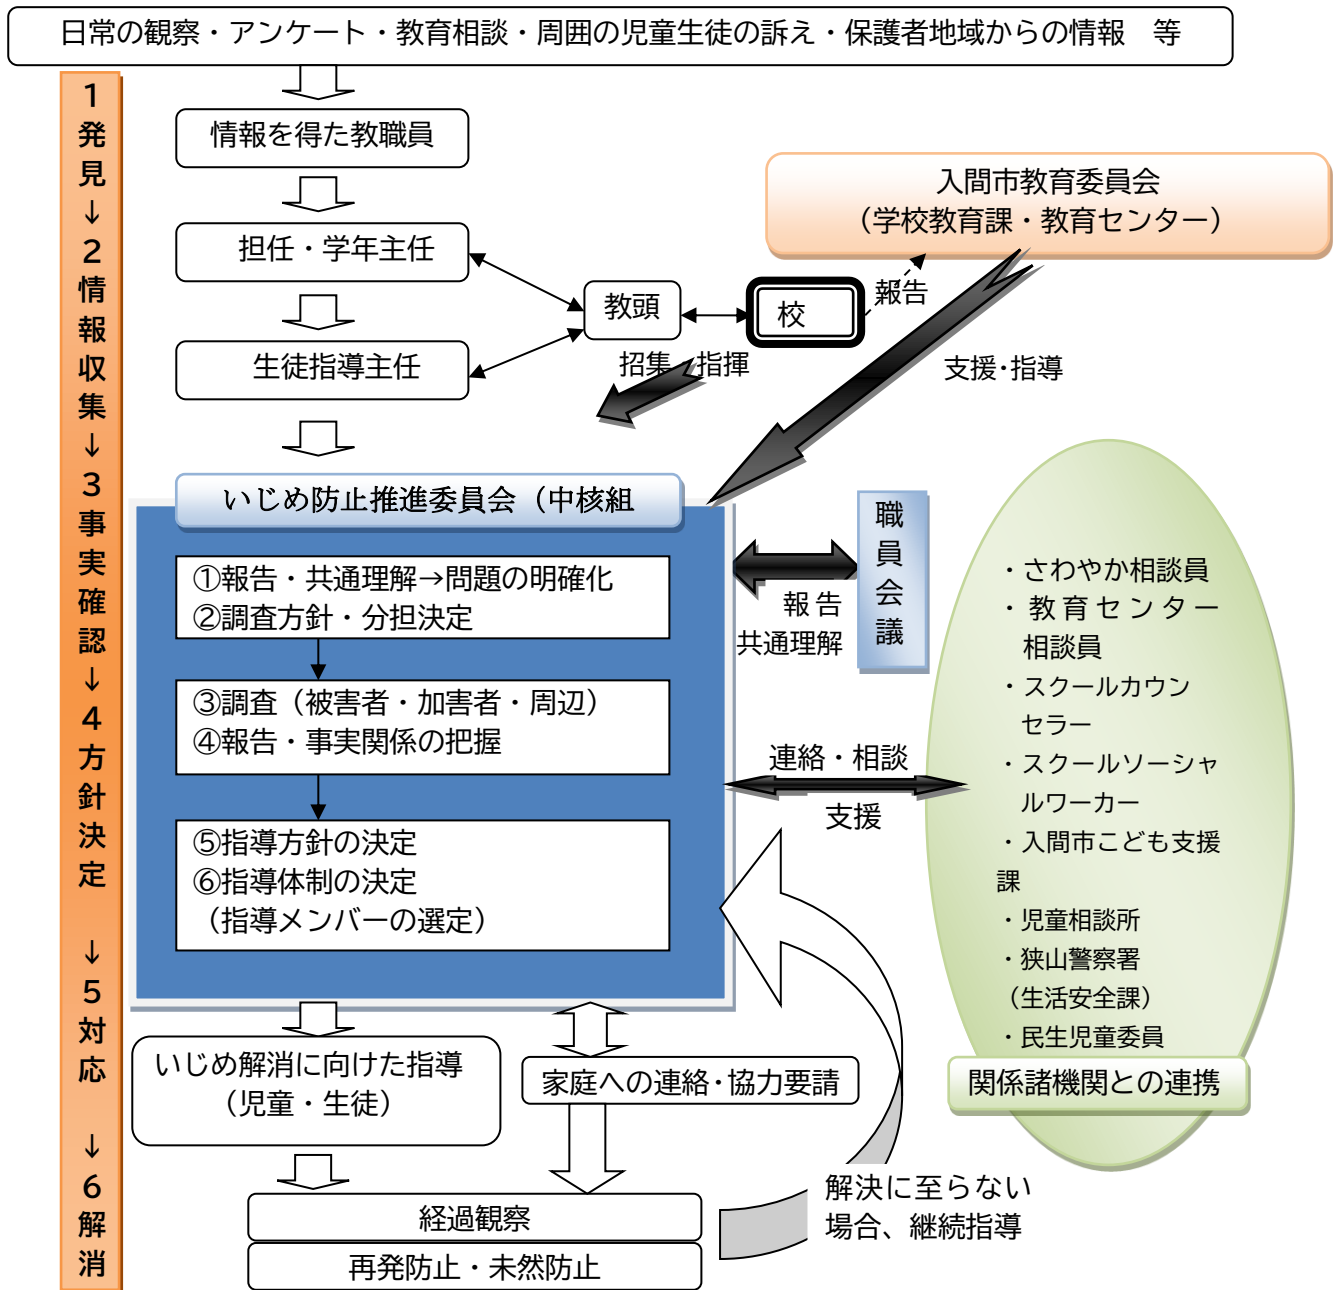 日常の観察・アンケート・教育相談・周囲の児童生徒の訴え・保護者地域からの情報　等
1発見↓2情報収集↓3事実確認↓4方針決定　↓5対応　↓6解消
情報を得た教職員
担任・学年主任
生徒指導主任
教頭
校
報告
入間市教育委員会
（学校教育課・教育センター）
招集・指揮
支援・指導
いじめ防止推進委員会（中核組
①報告・共通理解→問題の明確化
②調査方針・分担決定
③調査（被害者・加害者・周辺）
④報告・事実関係の把握
⑤指導方針の決定
⑥指導体制の決定
（指導メンバーの選定）
職員会議
報告
共通理解
連絡・相談
支援
・さわやか相談員
・教育センター
相談員
・スクールカウン
セラー
・スクールソーシャ
ルワーカー
・入間市こども支援
課
・児童相談所
・狭山警察署
（生活安全課）
・民生児童委員
関係諸機関との連携
いじめ解消に向けた指導
（児童・生徒）
家庭への連絡・協力要請
経過観察
再発防止・未然防止
解決に至らない
場合、継続指導